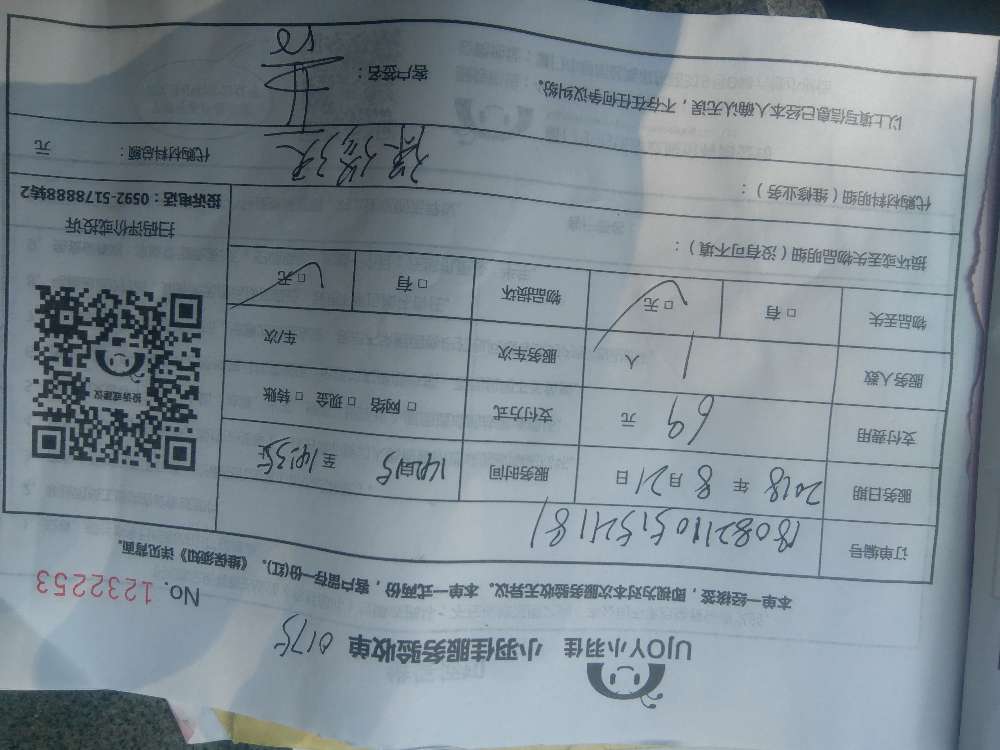 UJOY小羽佳 小羽佳服务验收单 0175
No. 1232253
本单一经核签，即视为对本次服务验收无异议。本单一式两份，客户留存一份(红)。《维保须知》详见背面。
订单编号
服务日期 2018 年 8 月 21 日 服务时间 至
支付费用 69 元 支付方式 □ 网络 □ 现金 □ 转账
服务人数 1 人 服务车次 车/次
物品丢失 □ 有 □ 无 物品损坏 □ 有 □ 无
损坏或丢失物品明细（没有可不填）：
代购材料明细（维修业务）：
代购材料总额： 元
以上填写信息已经本人确认无误，不存在任何争议纠纷。
客户签名：
投诉或建议
扫码评价或投诉
投诉电话：0592-5178888转2